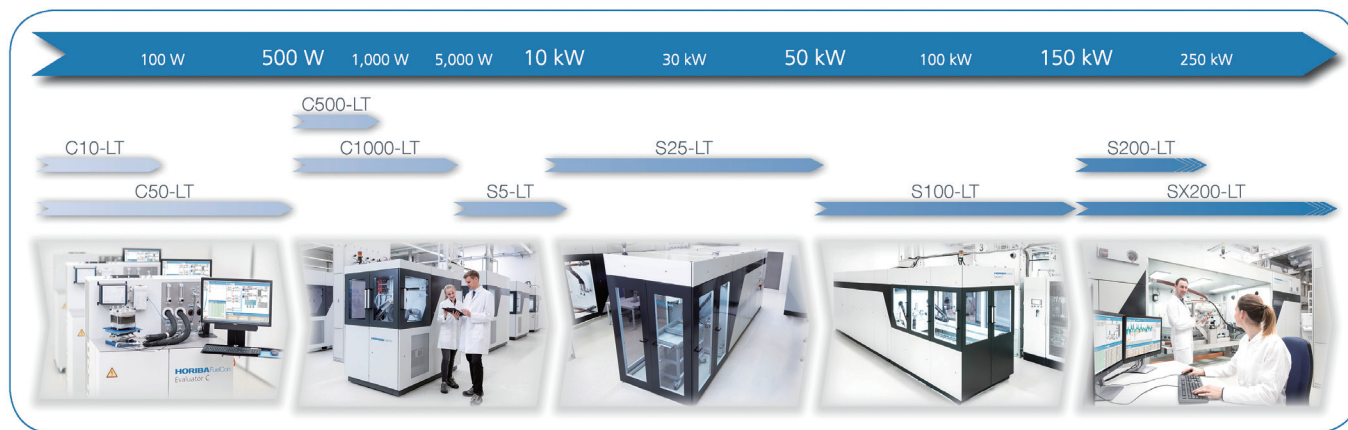 100 W 500 W 1,000 W 5,000 W 10 kW 30 kW 50 kW 100 kW 150 kW 250 kW
C500-LT
C10-LT C1000-LT S25-LT S200-LT
C50-LT S5-LT S100-LT SX200-LT
HORIBA FuelCon
Evaluator C